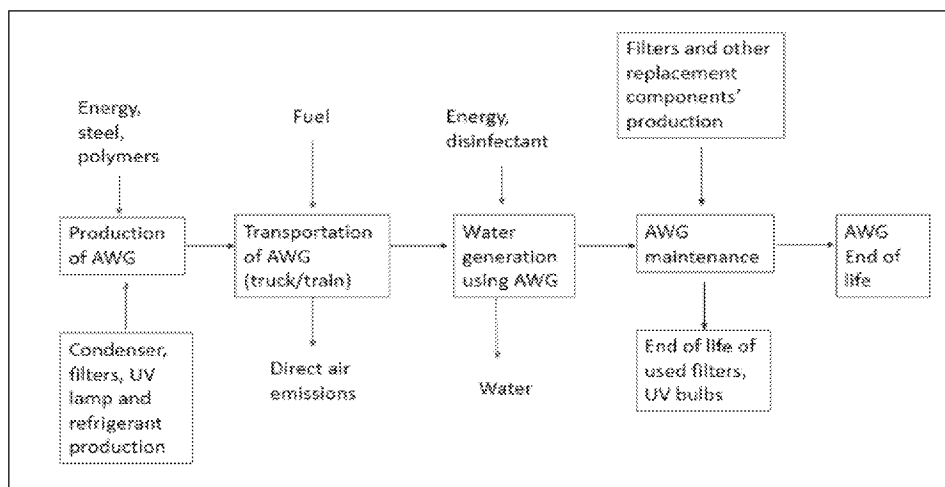 Filters and other
replacement
components'
production
Energy,
steel,
polymers
Fuel
Energy,
disinfectant
Production
of AWG
Transportation
of AWG
(truck/train)
Water
generation
using AWG
AWG
maintenance
AWG
End of
life
Condenser,
filters, UV
lamp and
refrigerant
production
Direct air
emissions
Water
End of life of
used filters,
UV bulbs